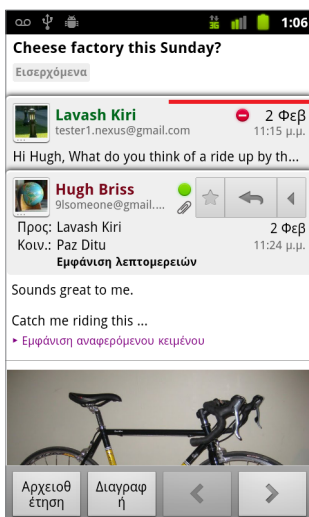 3G 1:06
Cheese factory this Sunday?
Εισερχόμενα
Lavash Kiri 2 Φεβ
tester1.nexus@gmail.com 11:15 μ.μ.
Hi Hugh, What do you think of a ride up by th...
Hugh Briss
9lsomeone@gmail....
Προς: Lavash Kiri 2 Φεβ
Κοιν.: Paz Ditu 11:24 μ.μ.
Εμφάνιση λεπτομερειών
Sounds great to me.
Catch me riding this ...
▸ Εμφάνιση αναφερόμενου κειμένου
Αρχειοθ
έτηση
Διαγραφ
ή